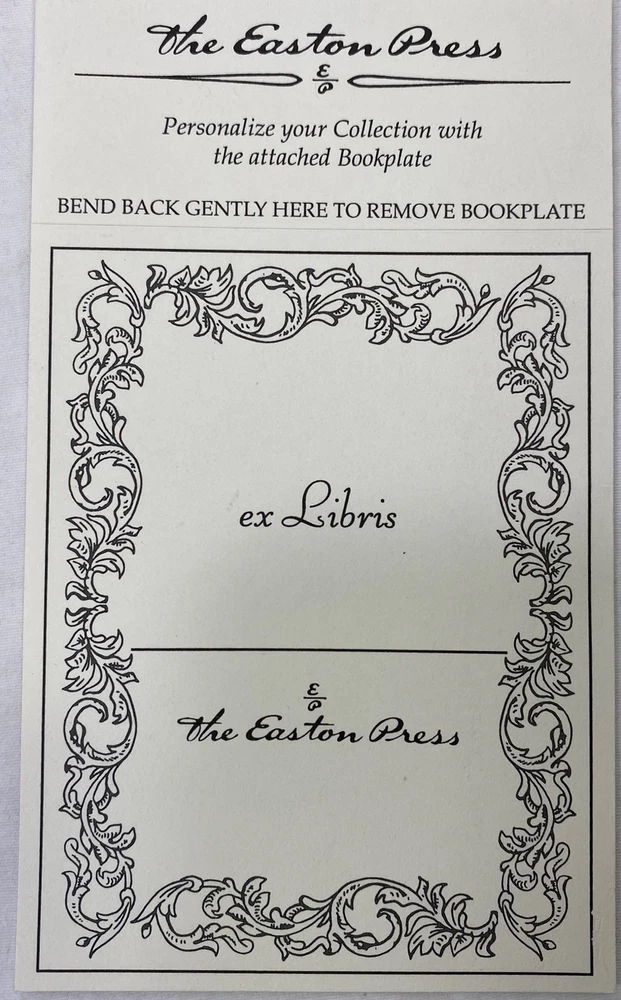 The Easton Press
E
P
Personalize your Collection with
the attached Bookplate
BEND BACK GENTLY HERE TO REMOVE BOOKPLATE
ex Libris
E
P
The Easton Press